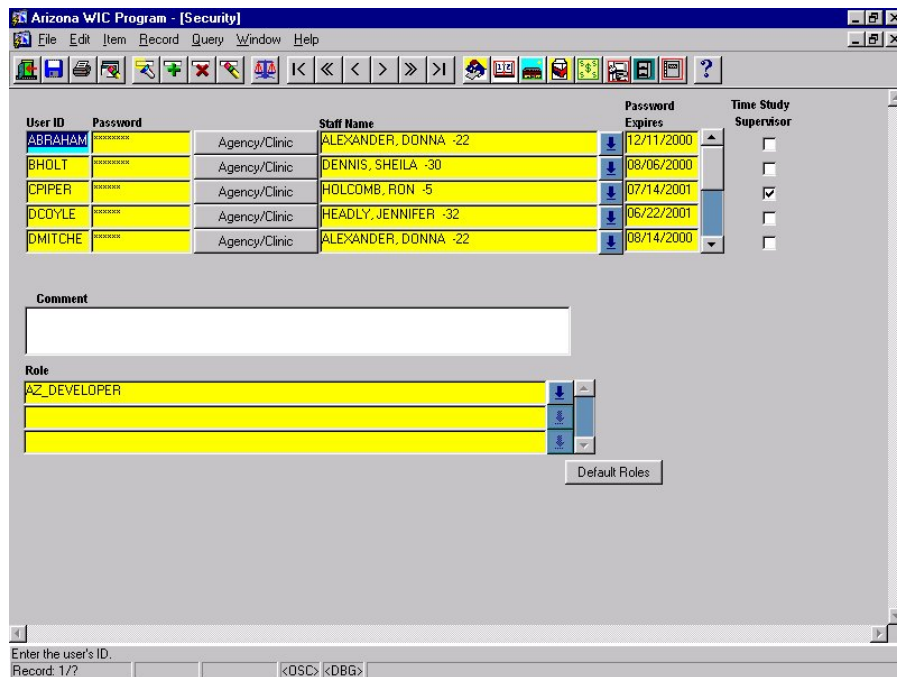 Arizona WIC Program - [Security]
File Edit Item Record Query Window Help
Password Time Study
User ID Password Staff Name Expires Supervisor
ABRAHAM ******** Agency/Clinic ALEXANDER, DONNA -22 12/11/2000
BHOLT ******** Agency/Clinic DENNIS, SHEILA -30 08/06/2000
CPIPER ****** Agency/Clinic HOLCOMB, RON -5 07/14/2001
DCOYLE ****** Agency/Clinic HEADLY, JENNIFER -32 06/22/2001
DMITCHE ****** Agency/Clinic ALEXANDER, DONNA -22 08/14/2000
Comment
Role
AZ_DEVELOPER
Default Roles
Enter the user's ID.
Record: 1/? <OSC> <DBG>